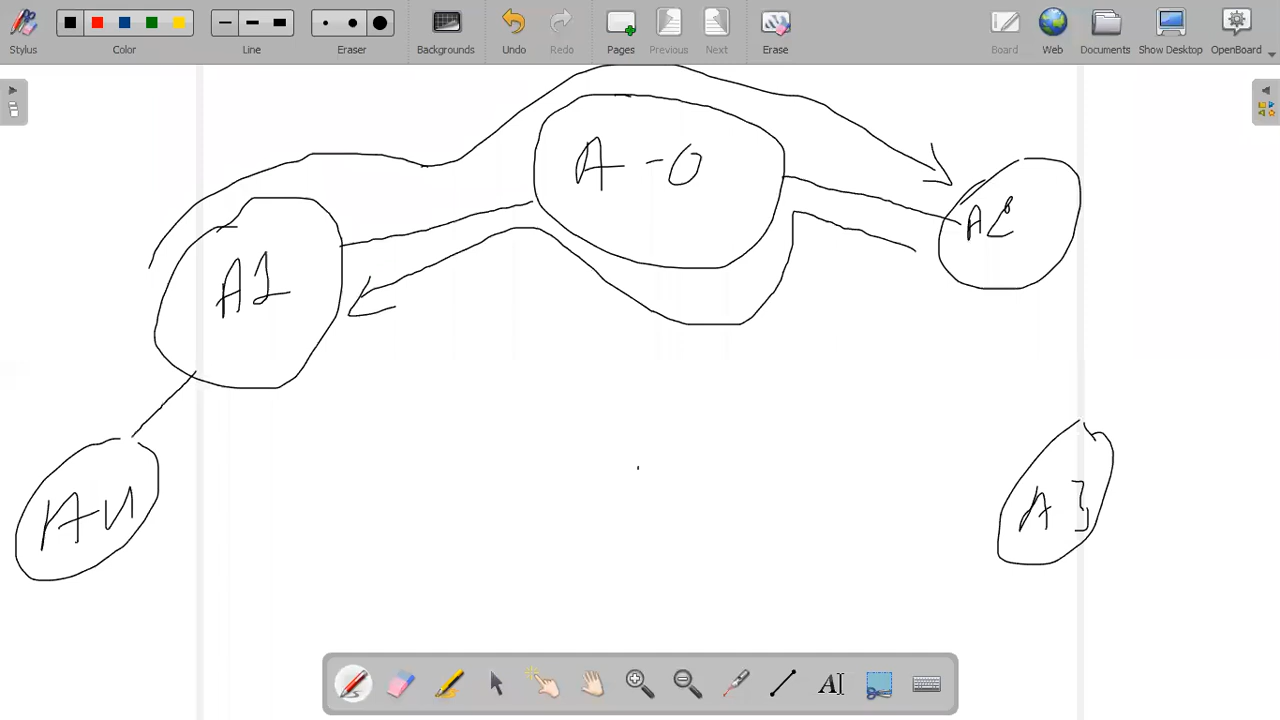 Stylus
Color
Line
Eraser
Backgrounds
Undo
Redo
Pages
Previous
Next
Erase
Board
Web
Documents
Show Desktop
OpenBoard
A-0
A1
A2
A4
A3